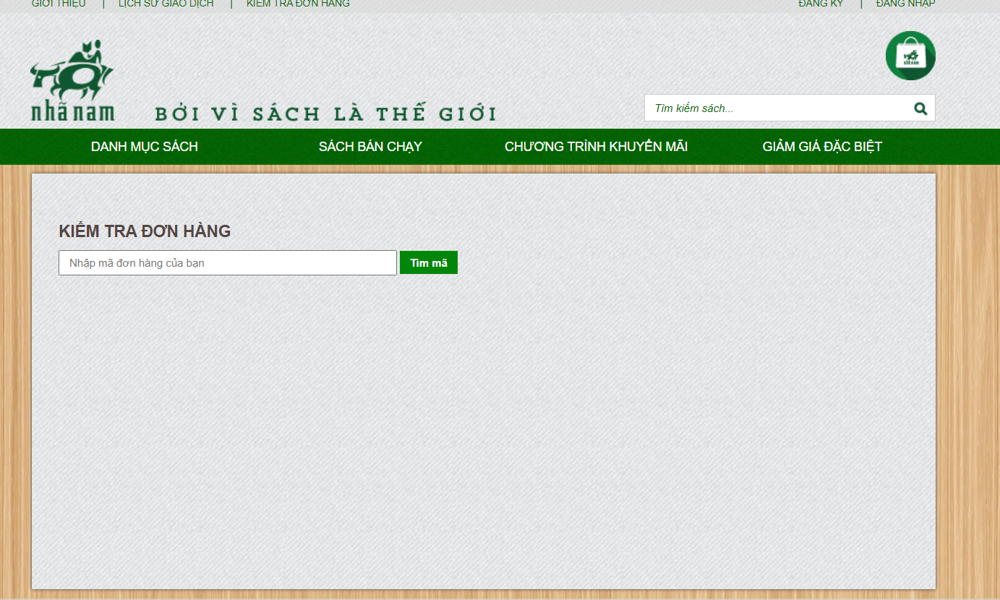 GIỚI THIỆU | LỊCH SỬ GIAO DỊCH | KIỂM TRA ĐƠN HÀNG ĐĂNG KÝ | ĐĂNG NHẬP
nhã nam
nhã nam
BỞI VÌ SÁCH LÀ THẾ GIỚI
Tìm kiếm sách...
DANH MỤC SÁCH SÁCH BÁN CHẠY CHƯƠNG TRÌNH KHUYẾN MÃI GIẢM GIÁ ĐẶC BIỆT
KIỂM TRA ĐƠN HÀNG
Nhập mã đơn hàng của bạn Tìm mã